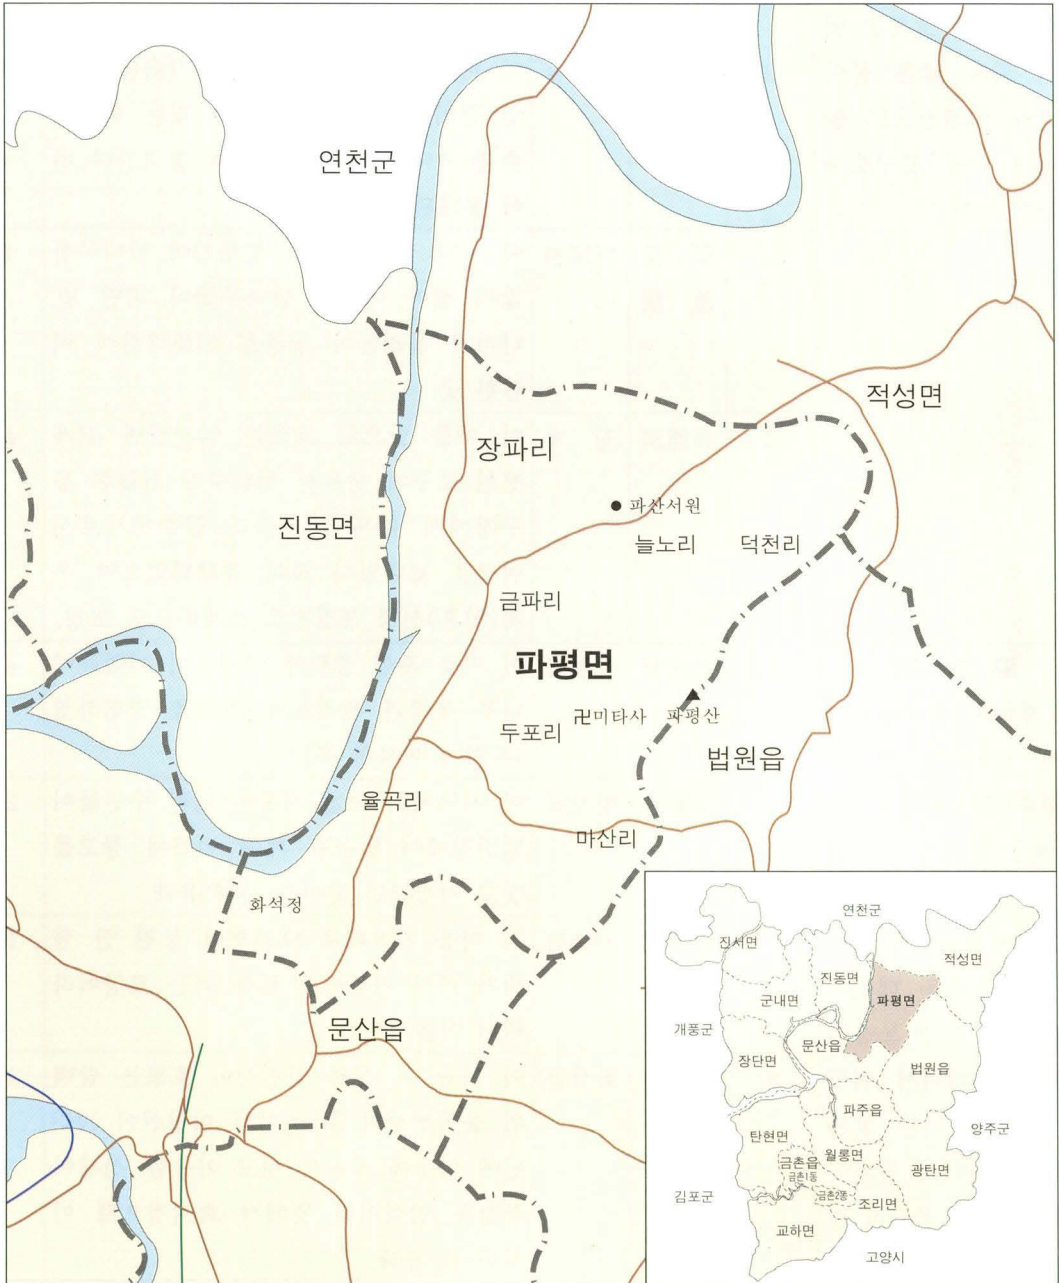 연천군
적성면
장파리
파산서원
진동면
늘노리
덕천리
금파리
파평면
卍미타사
파평산
두포리
법원읍
율곡리
마산리
화석정
문산읍
연천군
진서면
적성면
진동면
파평면
군내면
개풍군
문산읍
장단면
법원읍
파주읍
양주군
탄현면
월롱면
금촌읍
금촌1동
광탄면
김포군
금촌2동
조리면
교하면
고양시